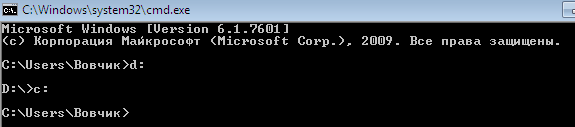 C:\Windows\system32\cmd.exe
Microsoft Windows [Version 6.1.7601]
(c) Корпорация Майкрософт (Microsoft Corp.), 2009. Все права защищены.
C:\Users\Вовчик>d:
D:\>c:
C:\Users\Вовчик>